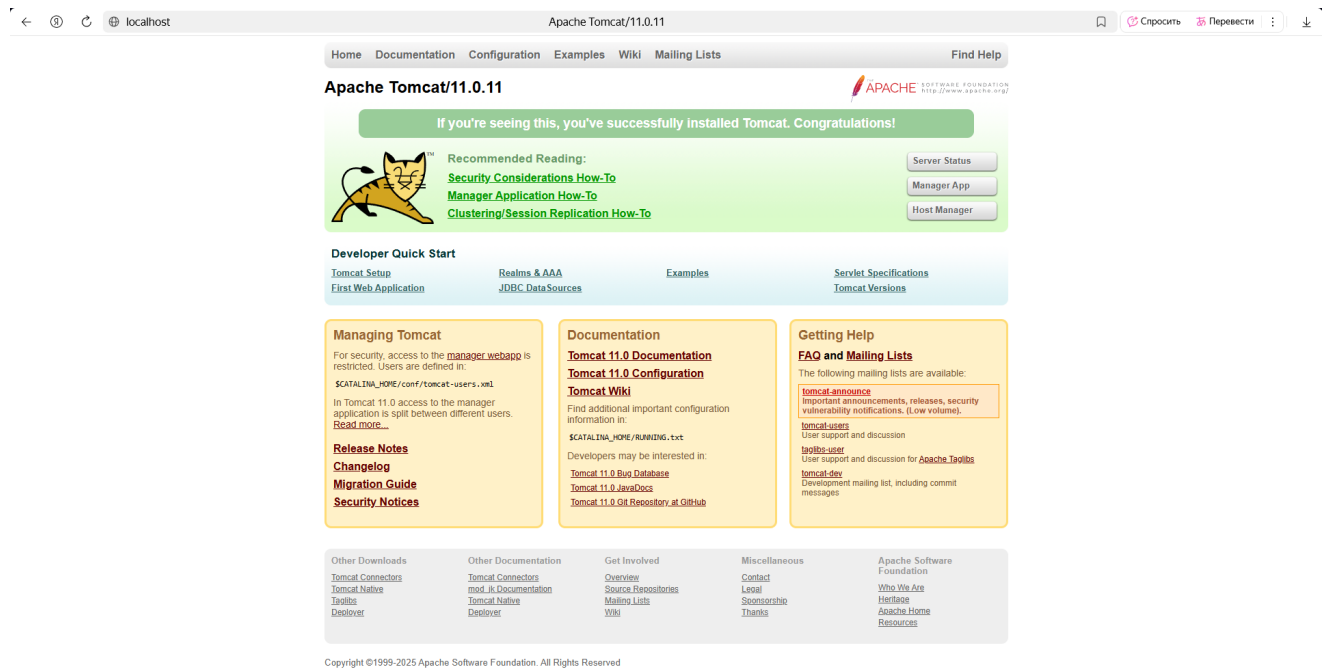 localhost
Apache Tomcat/11.0.11
Спросить
Перевести
Home Documentation Configuration Examples Wiki Mailing Lists Find Help
Apache Tomcat/11.0.11
THE
APACHE SOFTWARE FOUNDATION
http://www.apache.org/
If you're seeing this, you've successfully installed Tomcat. Congratulations!
TM
Recommended Reading:
Security Considerations How-To
Manager Application How-To
Clustering/Session Replication How-To
Server Status
Manager App
Host Manager
Developer Quick Start
Tomcat Setup
First Web Application
Realms & AAA
JDBC DataSources
Examples
Servlet Specifications
Tomcat Versions
Managing Tomcat
For security, access to the manager webapp is
restricted. Users are defined in:
$CATALINA_HOME/conf/tomcat-users.xml
In Tomcat 11.0 access to the manager
application is split between different users.
Read more...
Release Notes
Changelog
Migration Guide
Security Notices
Documentation
Tomcat 11.0 Documentation
Tomcat 11.0 Configuration
Tomcat Wiki
Find additional important configuration
information in:
$CATALINA_HOME/RUNNING.txt
Developers may be interested in:
Tomcat 11.0 Bug Database
Tomcat 11.0 JavaDocs
Tomcat 11.0 Git Repository at GitHub
Getting Help
FAQ and Mailing Lists
The following mailing lists are available:
tomcat-announce
Important announcements, releases, security
vulnerability notifications. (Low volume).
tomcat-users
User support and discussion
taglibs-user
User support and discussion for Apache Taglibs
tomcat-dev
Development mailing list, including commit
messages
Other Downloads
Tomcat Connectors
Tomcat Native
Taglibs
Deployer
Other Documentation
Tomcat Connectors
mod_jk Documentation
Tomcat Native
Deployer
Get Involved
Overview
Source Repositories
Mailing Lists
Wiki
Miscellaneous
Contact
Legal
Sponsorship
Thanks
Apache Software
Foundation
Who We Are
Heritage
Apache Home
Resources
Copyright ©1999-2025 Apache Software Foundation. All Rights Reserved